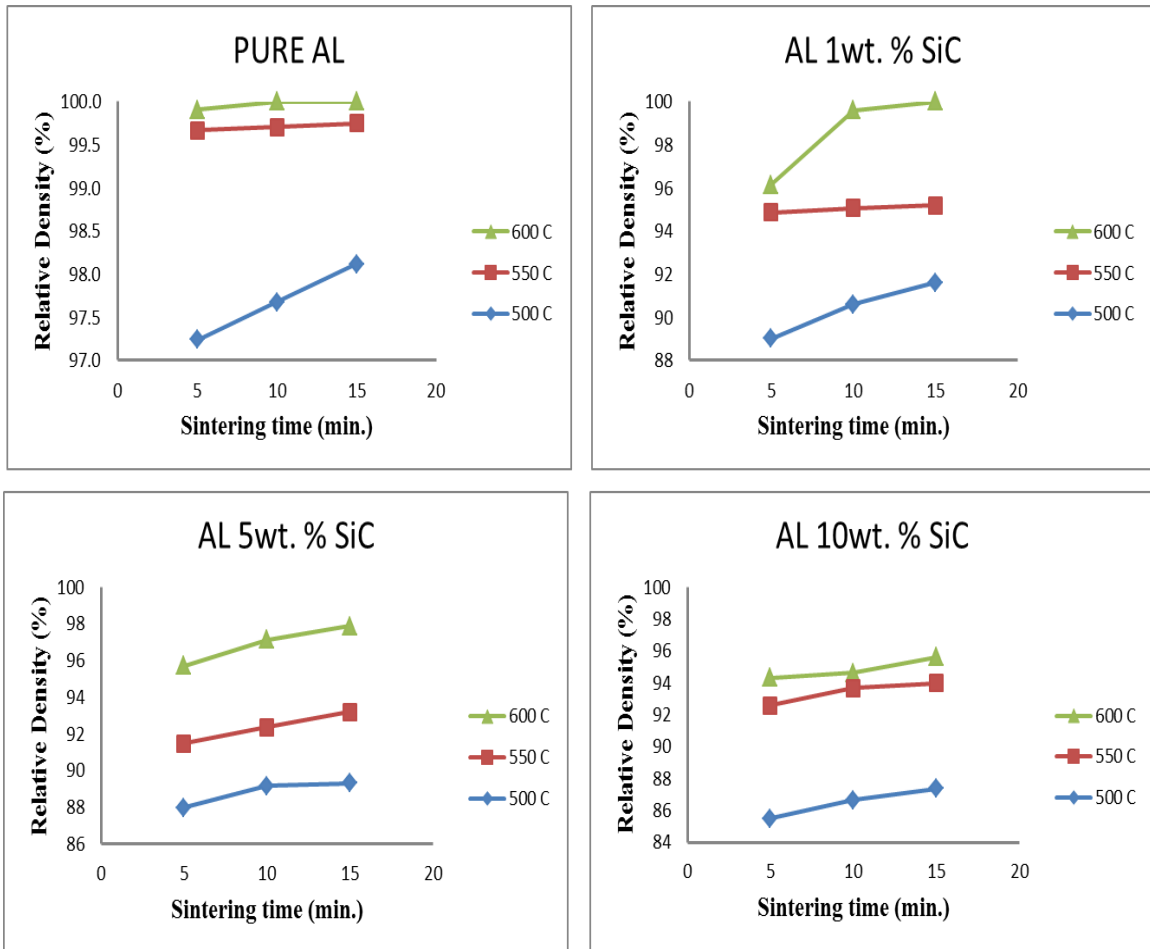 PURE AL
Relative Density (%)
100.0
99.5
99.0
98.5
98.0
97.5
97.0
0 5 10 15 20
Sintering time (min.)
600 C
550 C
500 C
AL 1wt. % SiC
Relative Density (%)
100
98
96
94
92
90
88
0 5 10 15 20
Sintering time (min.)
600 C
550 C
500 C
AL 5wt. % SiC
Relative Density (%)
100
98
96
94
92
90
88
86
0 5 10 15 20
Sintering time (min.)
600 C
550 C
500 C
AL 10wt. % SiC
Relative Density (%)
100
98
96
94
92
90
88
86
84
0 5 10 15 20
Sintering time (min.)
600 C
550 C
500 C